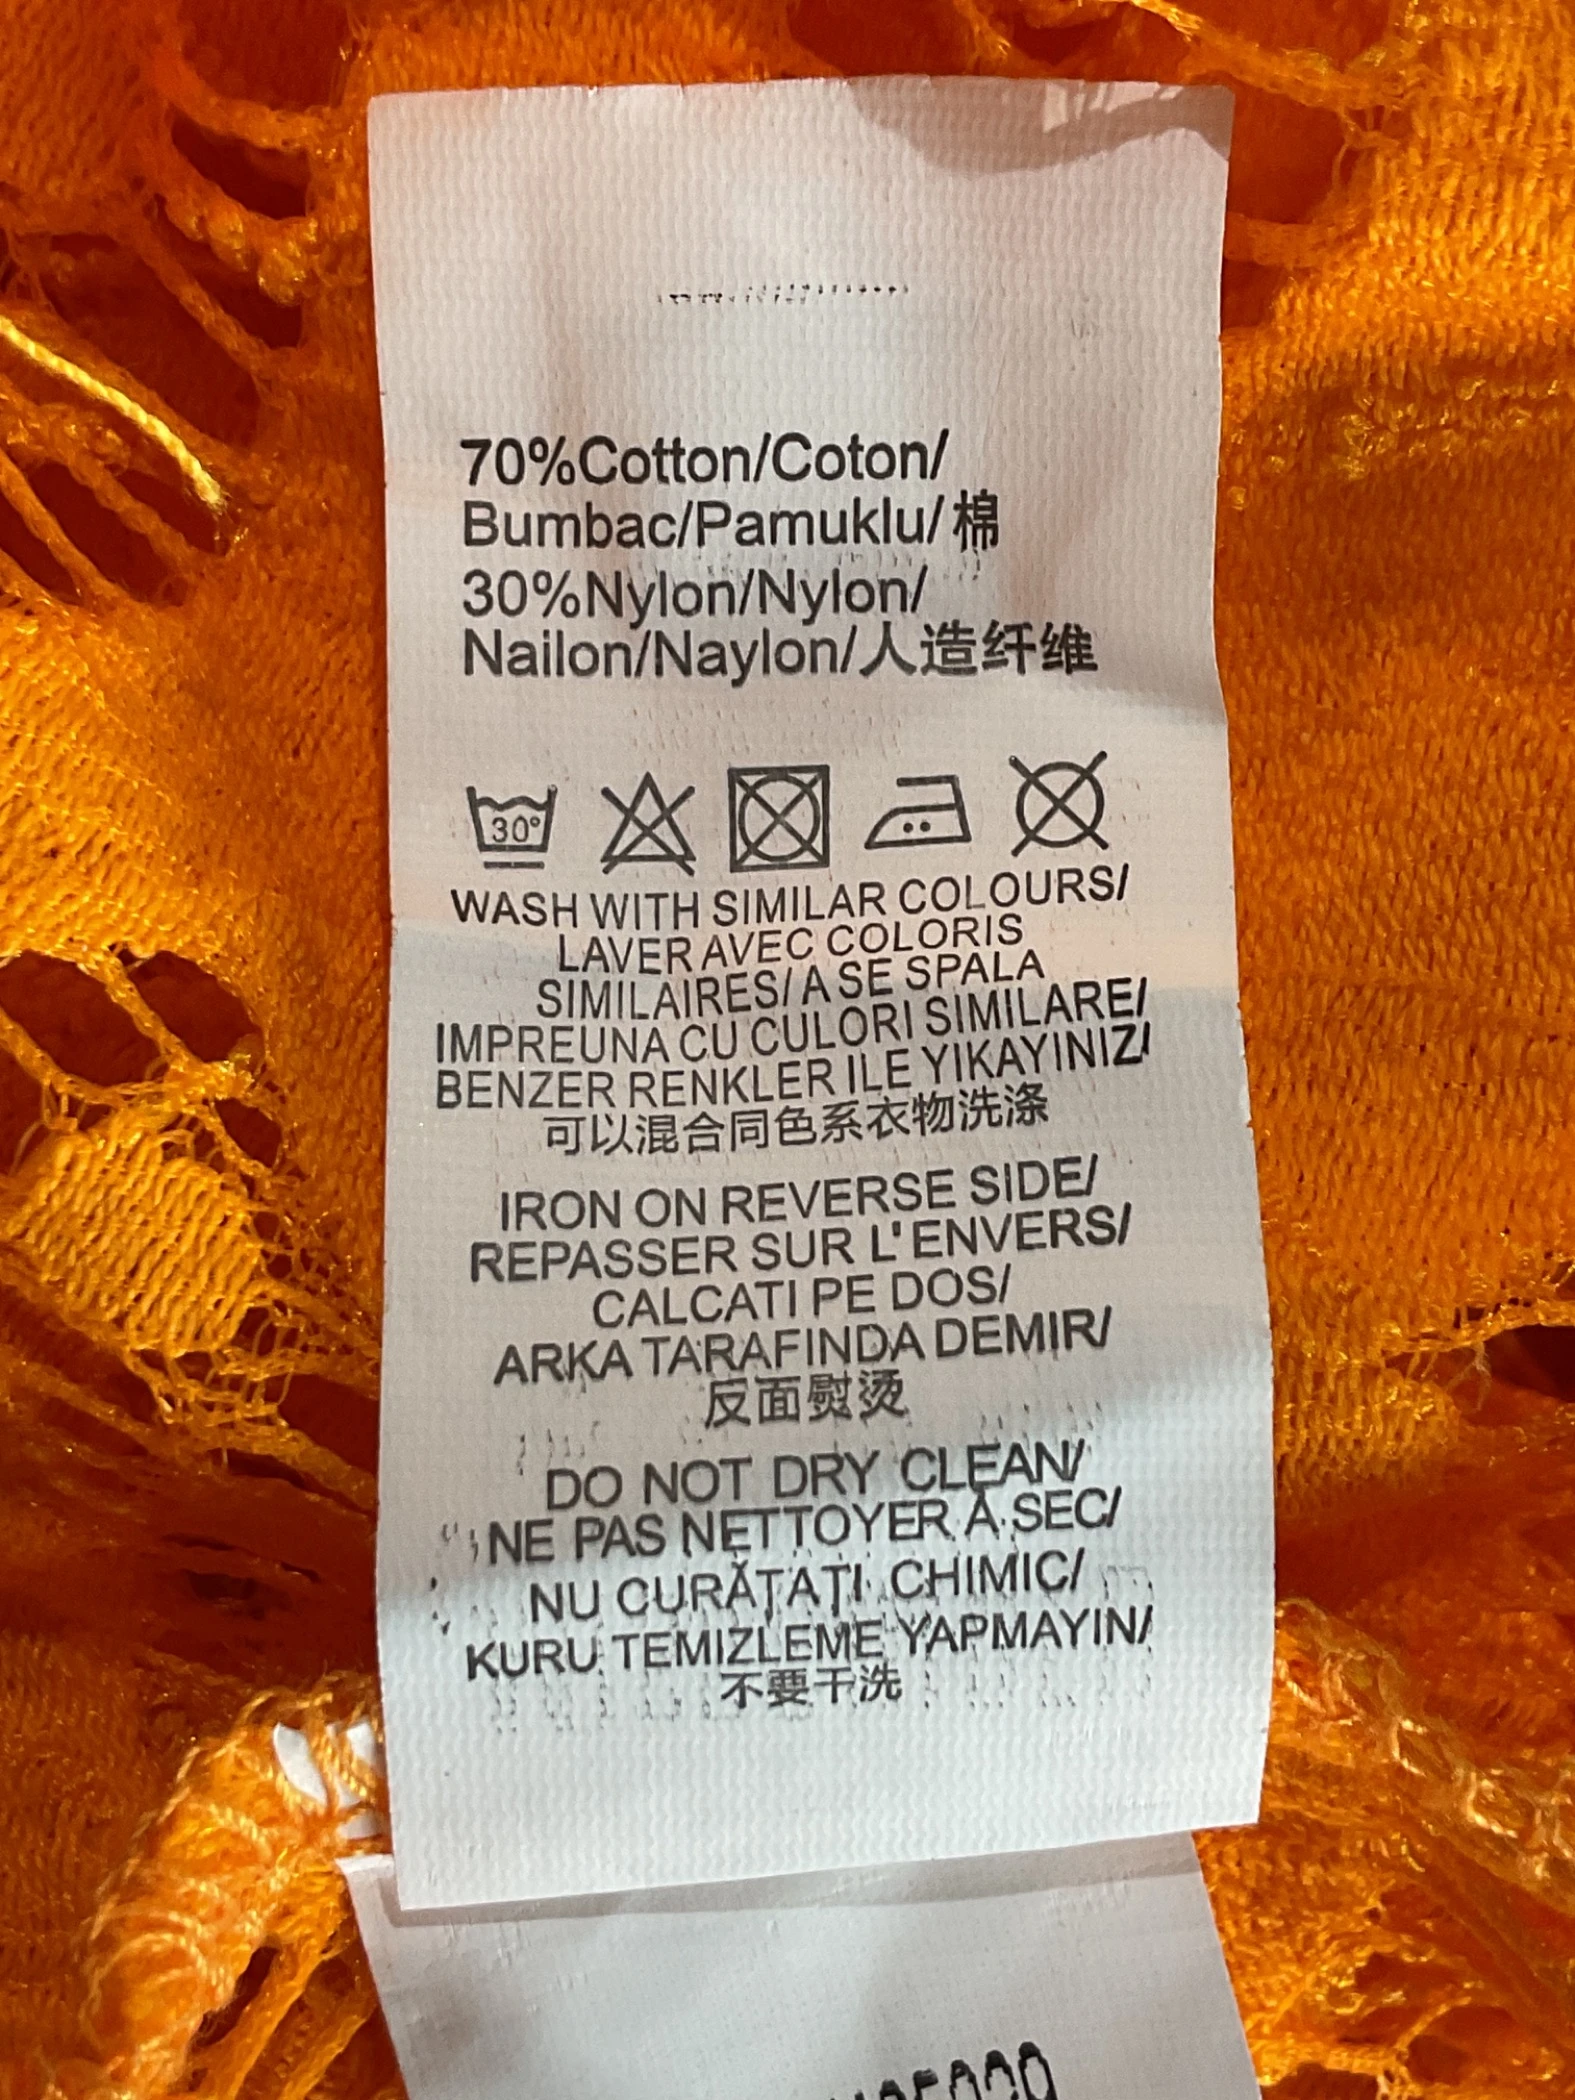 70%Cotton/Coton/
Bumbac/Pamuklu/棉
30%Nylon/Nylon/
Nailon/Naylon/人造纤维
30°
WASH WITH SIMILAR COLOURS/
LAVER AVEC COLORIS
SIMILAIRES/ A SE SPALA
IMPREUNA CU CULORI SIMILARE/
BENZER RENKLER ILE YIKAYINIZ/
可以混合同色系衣物洗涤
IRON ON REVERSE SIDE/
REPASSER SUR L'ENVERS/
CALCATI PE DOS/
ARKA TARAFINDA DEMIR/
反面熨烫
DO NOT DRY CLEAN/
NE PAS NETTOYER À SEC/
NU CURĂȚAȚI CHIMIC/
KURU TEMIZLEME YAPMAYIN/
不要干洗